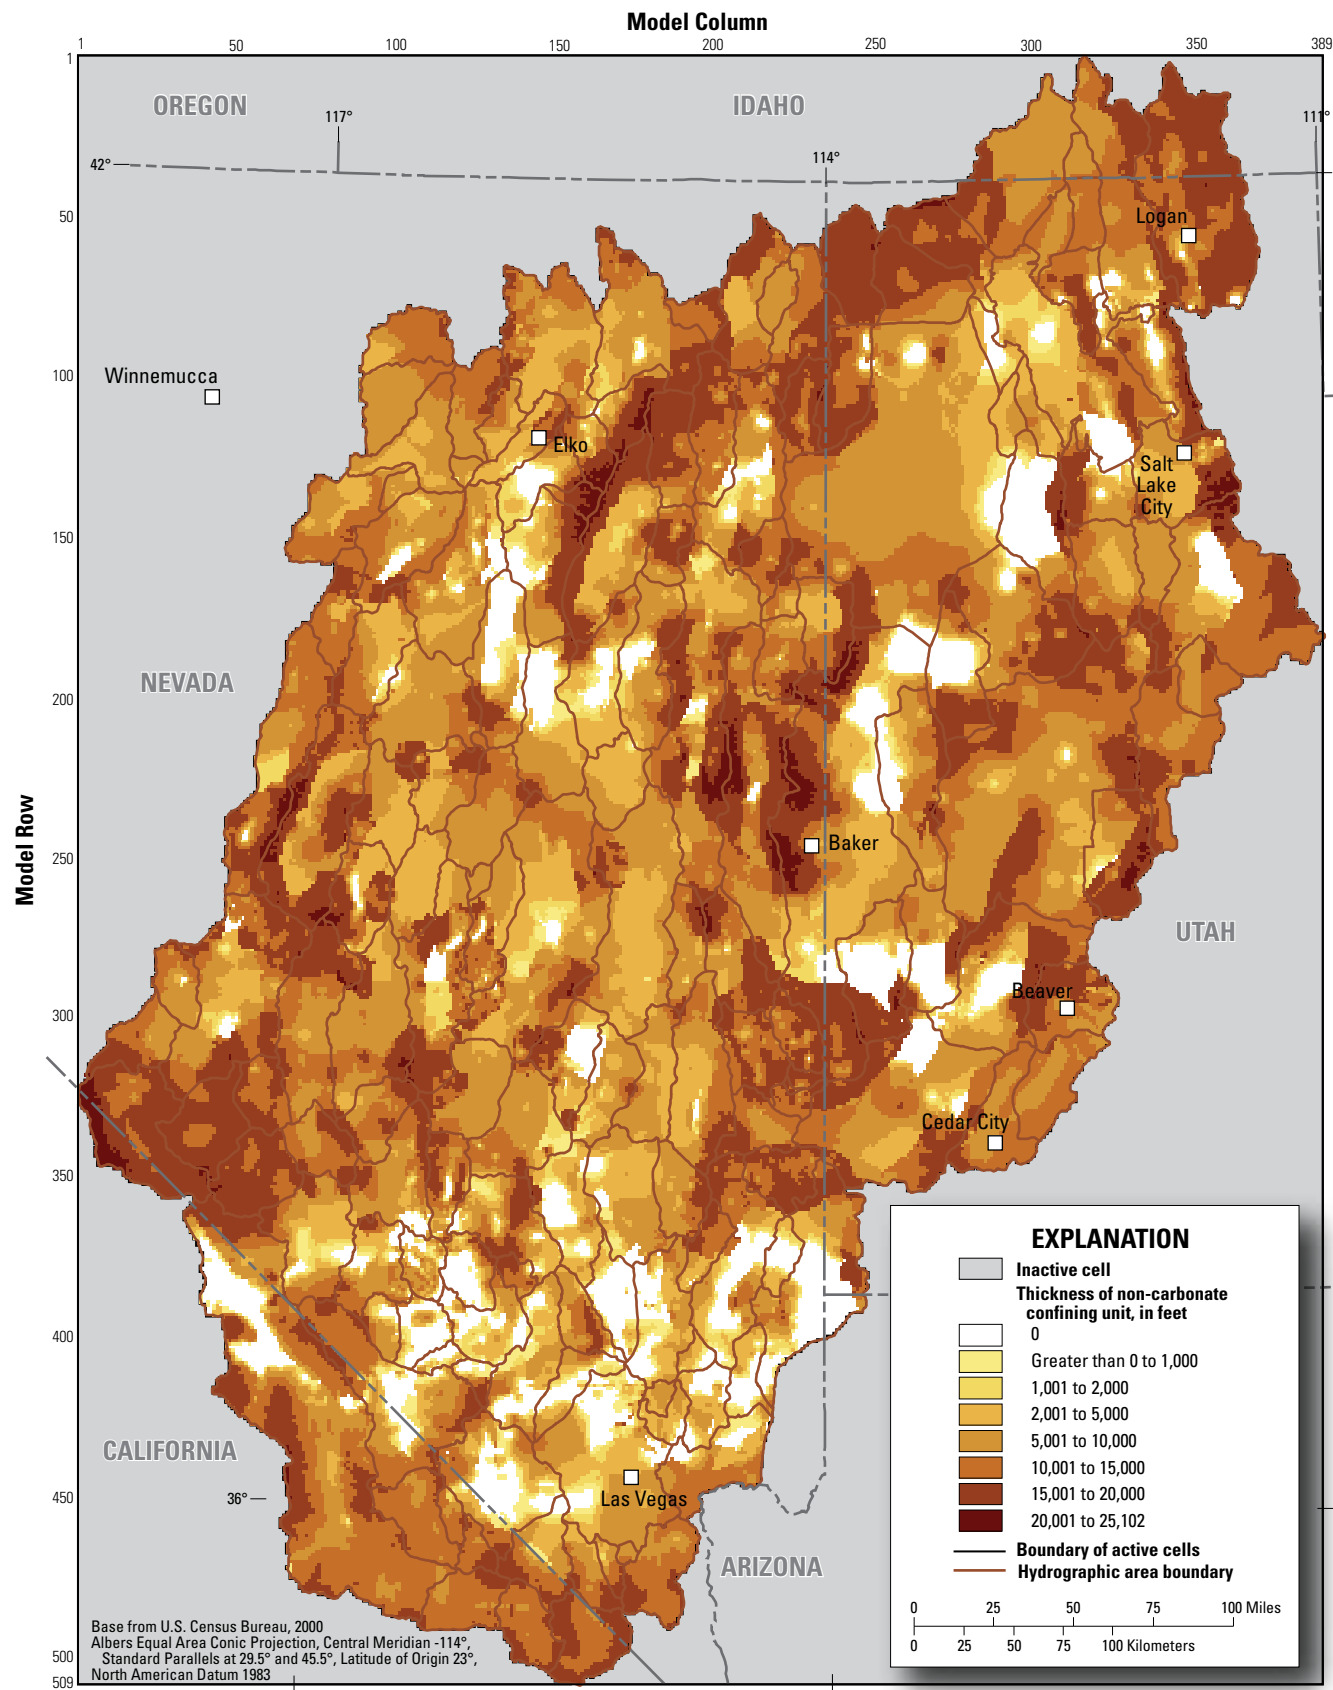 Model Column
1 50 100 150 200 250 300 350 389
1
OREGON IDAHO
117° 111°
114°
42°
50
Logan
100
Winnemucca
Elko
Salt
Lake
City
150
NEVADA
200
Model Row
Baker
250
UTAH
Beaver
300
Cedar City
350
EXPLANATION
Inactive cell
Thickness of non-carbonate
confining unit, in feet
0
Greater than 0 to 1,000
1,001 to 2,000
2,001 to 5,000
5,001 to 10,000
10,001 to 15,000
15,001 to 20,000
20,001 to 25,102
Boundary of active cells
Hydrographic area boundary
0 25 50 75 100 Miles
0 25 50 75 100 Kilometers
400
CALIFORNIA
450
36°
Las Vegas
ARIZONA
Base from U.S. Census Bureau, 2000
Albers Equal Area Conic Projection, Central Meridian -114°,
Standard Parallels at 29.5° and 45.5°, Latitude of Origin 23°,
North American Datum 1983
500
509